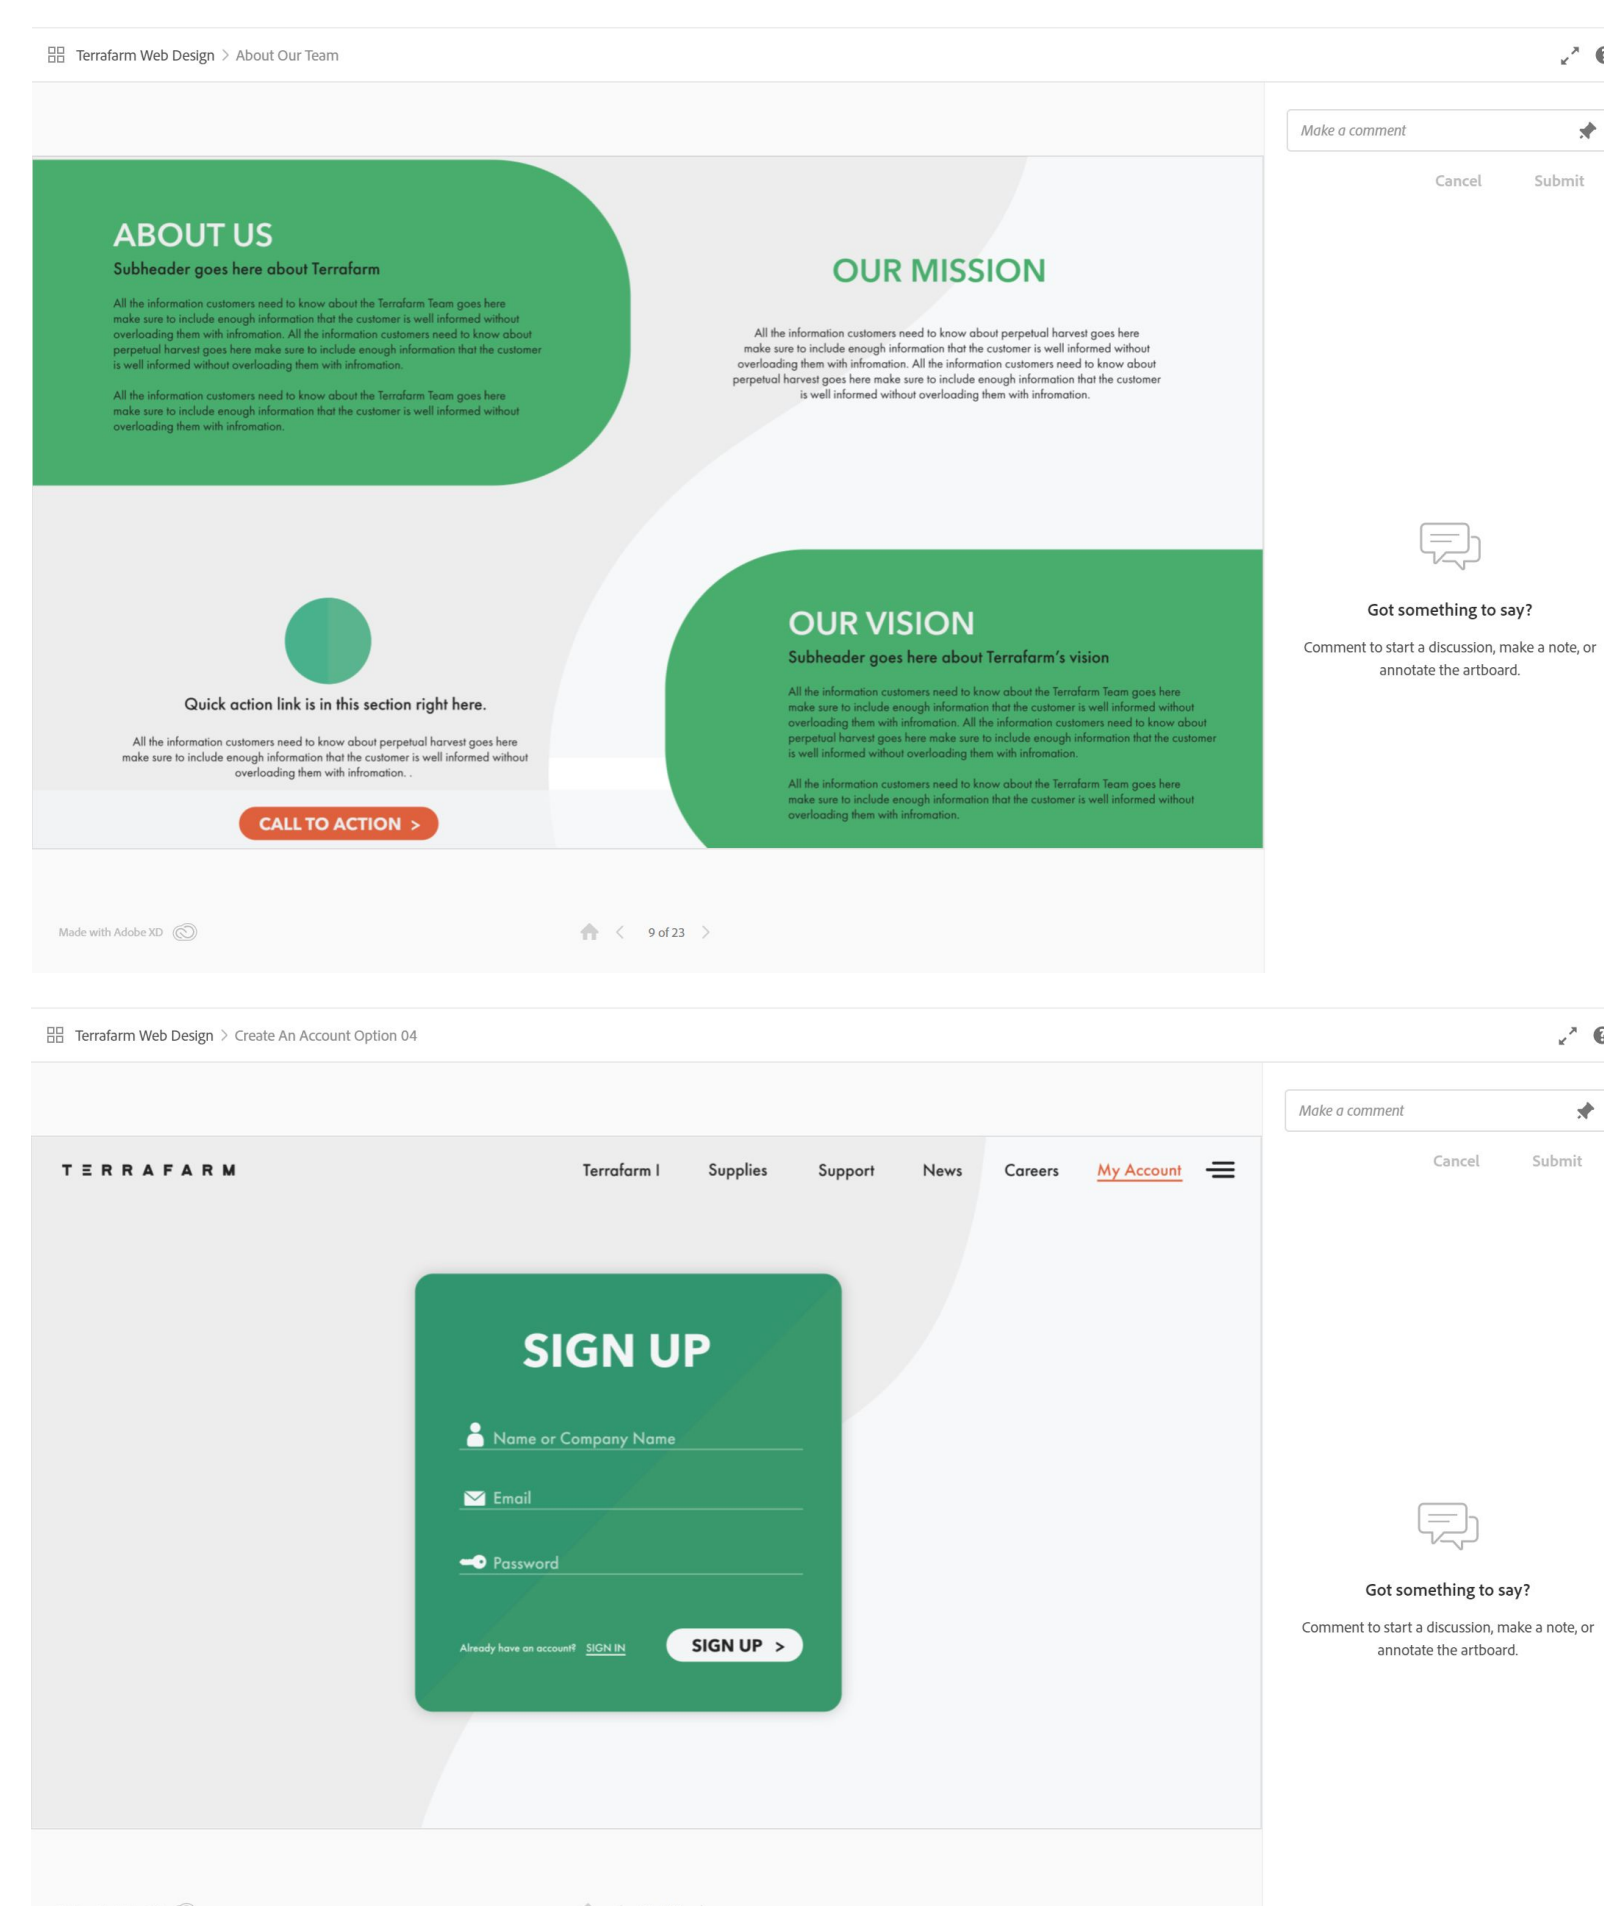 Terrafarm Web Design > About Our Team
Make a comment
Cancel Submit
ABOUT US
Subheader goes here about Terrafarm
All the information customers need to know about the Terrafarm Team goes here
make sure to include enough information that the customer is well informed without
overloading them with infromation. All the information customers need to know about
perpetual harvest goes here make sure to include enough information that the customer
is well informed without overloading them with infromation.
All the information customers need to know about the Terrafarm Team goes here
make sure to include enough information that the customer is well informed without
overloading them with infromation.
OUR MISSION
All the information customers need to know about perpetual harvest goes here
make sure to include enough information that the customer is well informed without
overloading them with infromation. All the information customers need to know about
perpetual harvest goes here make sure to include enough information that the customer
is well informed without overloading them with infromation.
Quick action link is in this section right here.
All the information customers need to know about perpetual harvest goes here
make sure to include enough information that the customer is well informed without
overloading them with infromation. .
CALL TO ACTION >
OUR VISION
Subheader goes here about Terrafarm's vision
All the information customers need to know about the Terrafarm Team goes here
make sure to include enough information that the customer is well informed without
overloading them with infromation. All the information customers need to know about
perpetual harvest goes here make sure to include enough information that the customer
is well informed without overloading them with infromation.
All the information customers need to know about the Terrafarm Team goes here
make sure to include enough information that the customer is well informed without
overloading them with infromation.
Got something to say?
Comment to start a discussion, make a note, or
annotate the artboard.
Made with Adobe XD
< 9 of 23 >
Terrafarm Web Design > Create An Account Option 04
Make a comment
Cancel Submit
TERRAFARM
Terrafarm I Supplies Support News Careers My Account
SIGN UP
Name or Company Name
Email
Password
Already have an account? SIGN IN
SIGN UP >
Got something to say?
Comment to start a discussion, make a note, or
annotate the artboard.